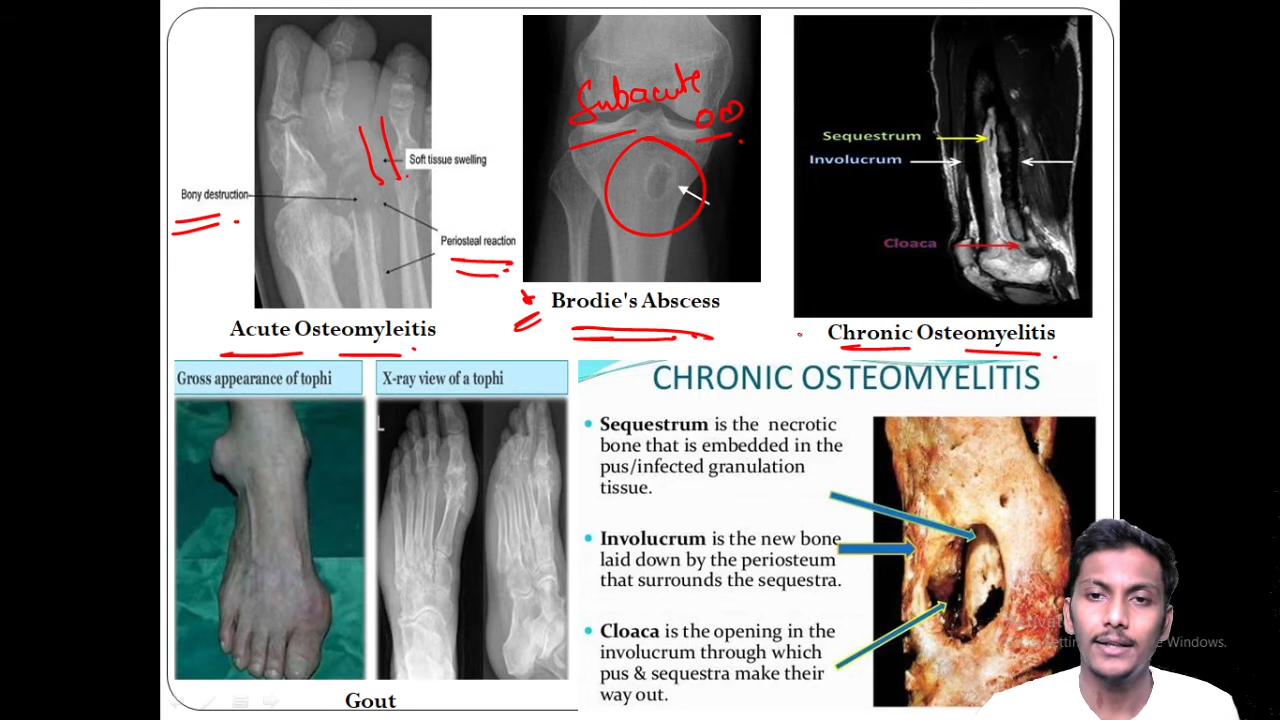 Soft tissue swelling
Bony destruction
Periosteal reaction
Acute Osteomyleitis
Subacute
OM
Brodie's Abscess
Sequestrum
Involucrum
Cloaca
Chronic Osteomyelitis
Gross appearance of tophi
X-ray view of a tophi
L
Gout
CHRONIC OSTEOMYELITIS
• Sequestrum is the necrotic
bone that is embedded in the
pus/infected granulation
tissue.
• Involucrum is the new bone
laid down by the periosteum
that surrounds the sequestra.
• Cloaca is the opening in the
involucrum through which
pus & sequestra make their
way out.
Windows.